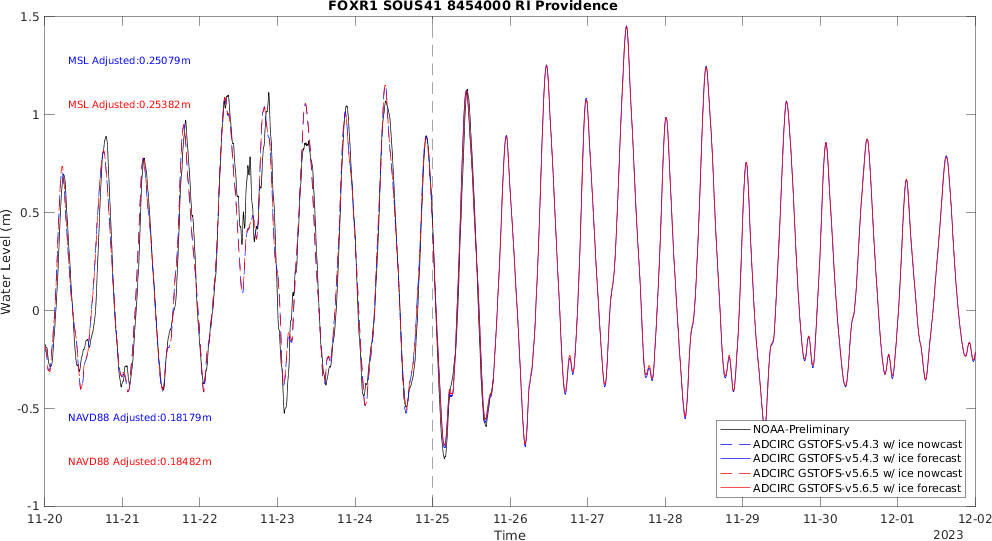 FOXR1 SOUS41 8454000 RI Providence
1.5
1
0.5
0
-0.5
-1
Water Level (m)
MSL Adjusted:0.25079m
MSL Adjusted:0.25382m
NAVD88 Adjusted:0.18179m
NAVD88 Adjusted:0.18482m
NOAA-Preliminary
ADCIRC GSTOFS-v5.4.3 w/ ice nowcast
ADCIRC GSTOFS-v5.4.3 w/ ice forecast
ADCIRC GSTOFS-v5.6.5 w/ ice nowcast
ADCIRC GSTOFS-v5.6.5 w/ ice forecast
11-20 11-21 11-22 11-23 11-24 11-25 11-26 11-27 11-28 11-29 11-30 12-01 12-02
Time
2023